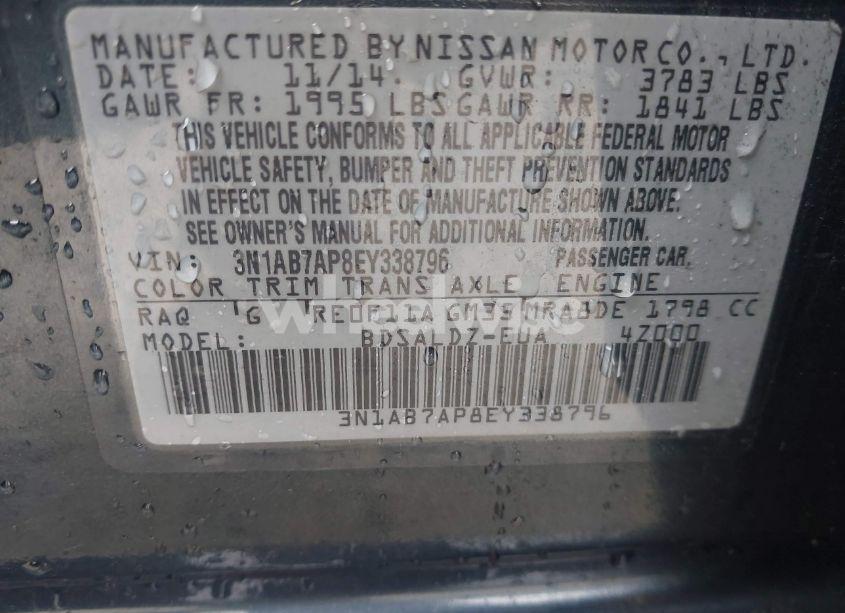 MANUFACTURED BY NISSAN MOTOR CO., LTD.
DATE: 11/14 GVWR: 3783 LBS
GAWR FR: 1995 LBS GAWR RR: 1841 LBS
THIS VEHICLE CONFORMS TO ALL APPLICABLE FEDERAL MOTOR
VEHICLE SAFETY, BUMPER AND THEFT PREVENTION STANDARDS
IN EFFECT ON THE DATE OF MANUFACTURE SHOWN ABOVE.
SEE OWNER'S MANUAL FOR ADDITIONAL INFORMATION.
VIN: 3N1AB7AP8EY338796 PASSENGER CAR
COLOR TRIM TRANS AXLE ENGINE
RAQ G RE0F11A GM39 MRA8DE 1798 CC
MODEL: BDSALDZ-EUA 4Z000
3N1AB7AP8EY338796